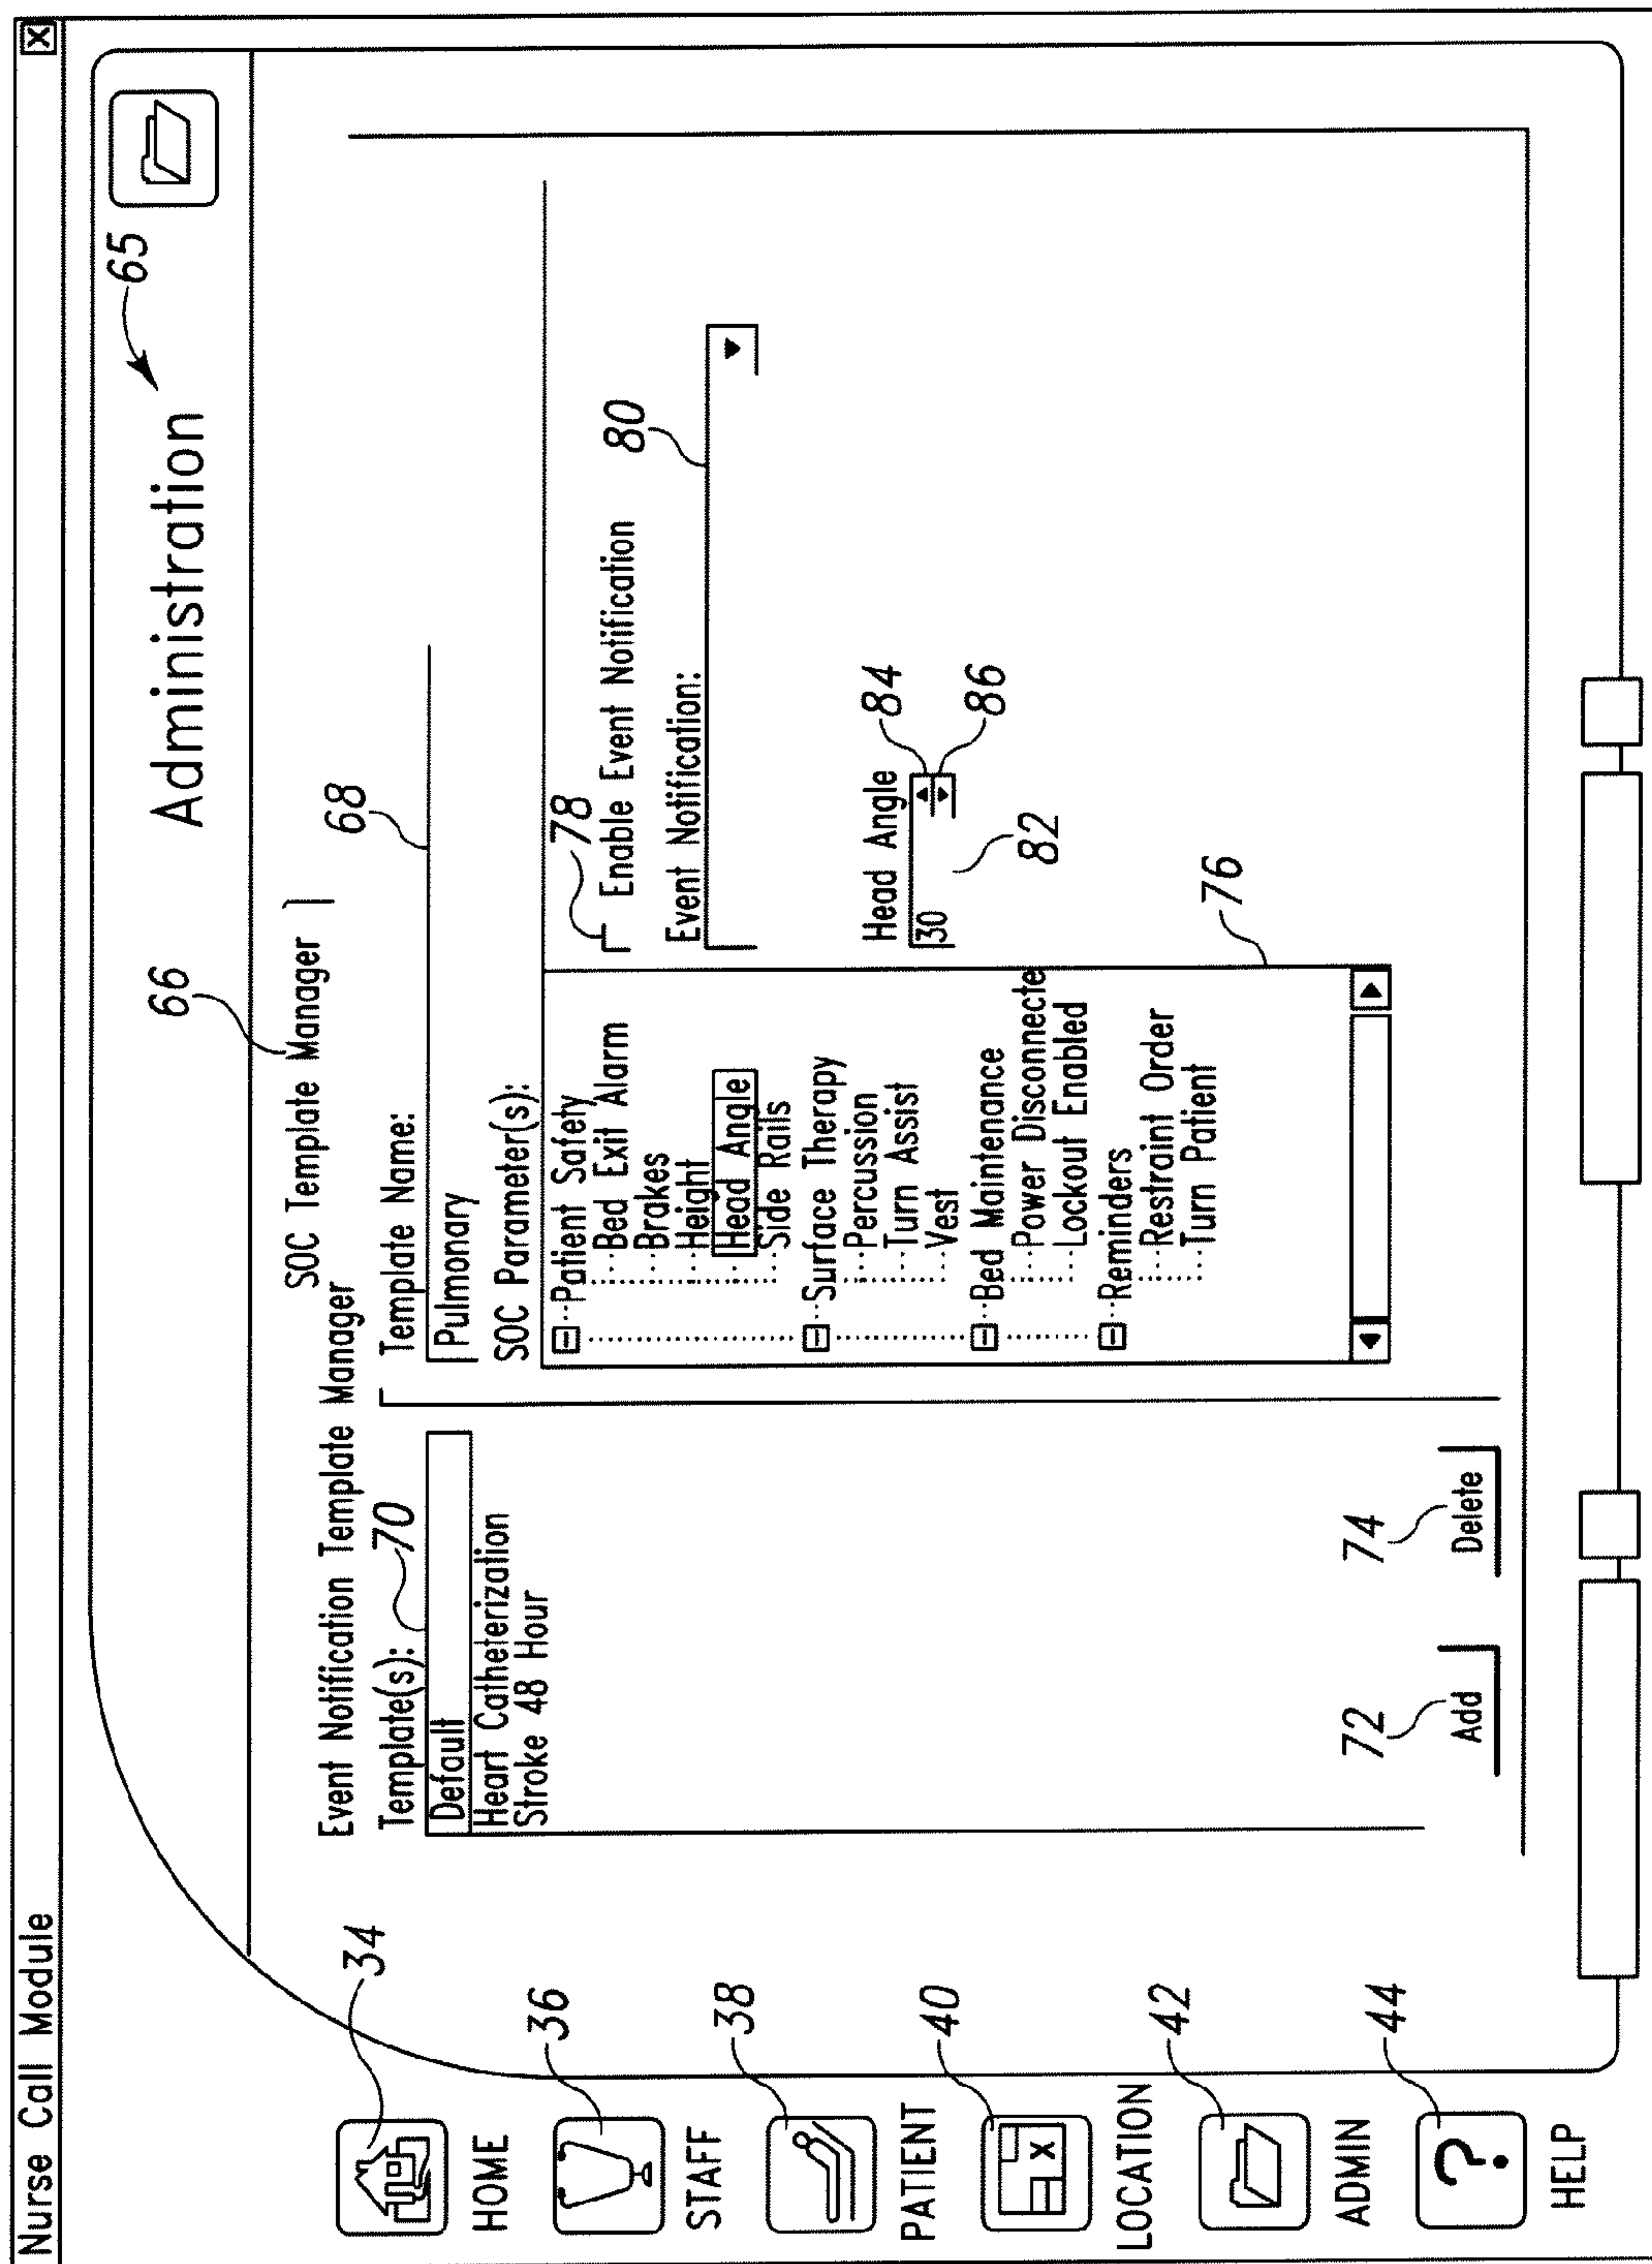 Nurse Call Module
X
Administration
65
66
SOC Template Manager
Event Notification Template Manager
34
HOME
36
STAFF
38
PATIENT
40
X
LOCATION
42
ADMIN
44
?
HELP
Template(s):
70
Default
Heart Catheterization
Stroke 48 Hour
72
Add
74
Delete
Template Name:
68
Pulmonary
SOC Parameter(s):
Patient Safety
Bed Exit Alarm
Brakes
Height
Head Angle
Side Rails
Surface Therapy
Percussion
Turn Assist
Vest
Bed Maintenance
Power Disconnecte
Lockout Enabled
Reminders
Restraint Order
Turn Patient
76
78
Enable Event Notification
Event Notification:
80
Head Angle
30
84
86
82